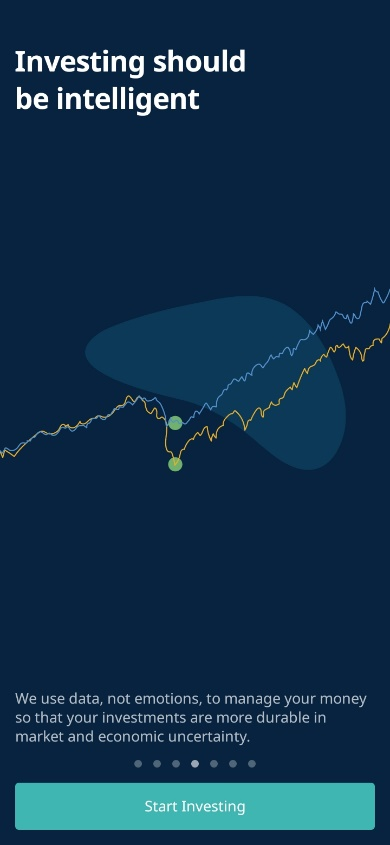 Investing should
be intelligent
We use data, not emotions, to manage your money
so that your investments are more durable in
market and economic uncertainty.
Start Investing